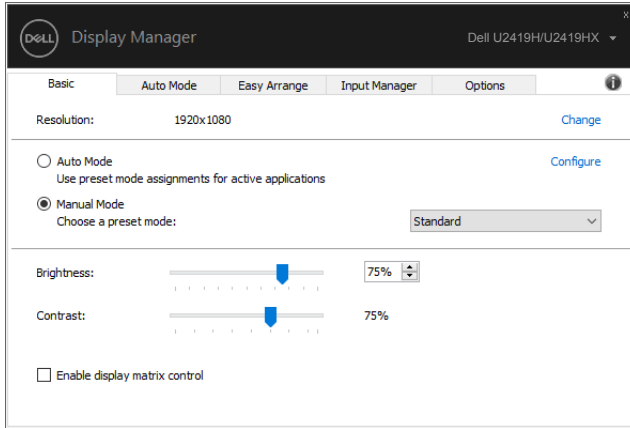 DELL Display Manager
Dell U2419H/U2419HX
x
Basic Auto Mode Easy Arrange Input Manager Options
Resolution: 1920x1080 Change
Auto Mode Configure
Use preset mode assignments for active applications
Manual Mode
Choose a preset mode: Standard
Brightness: 75%
Contrast: 75%
Enable display matrix control